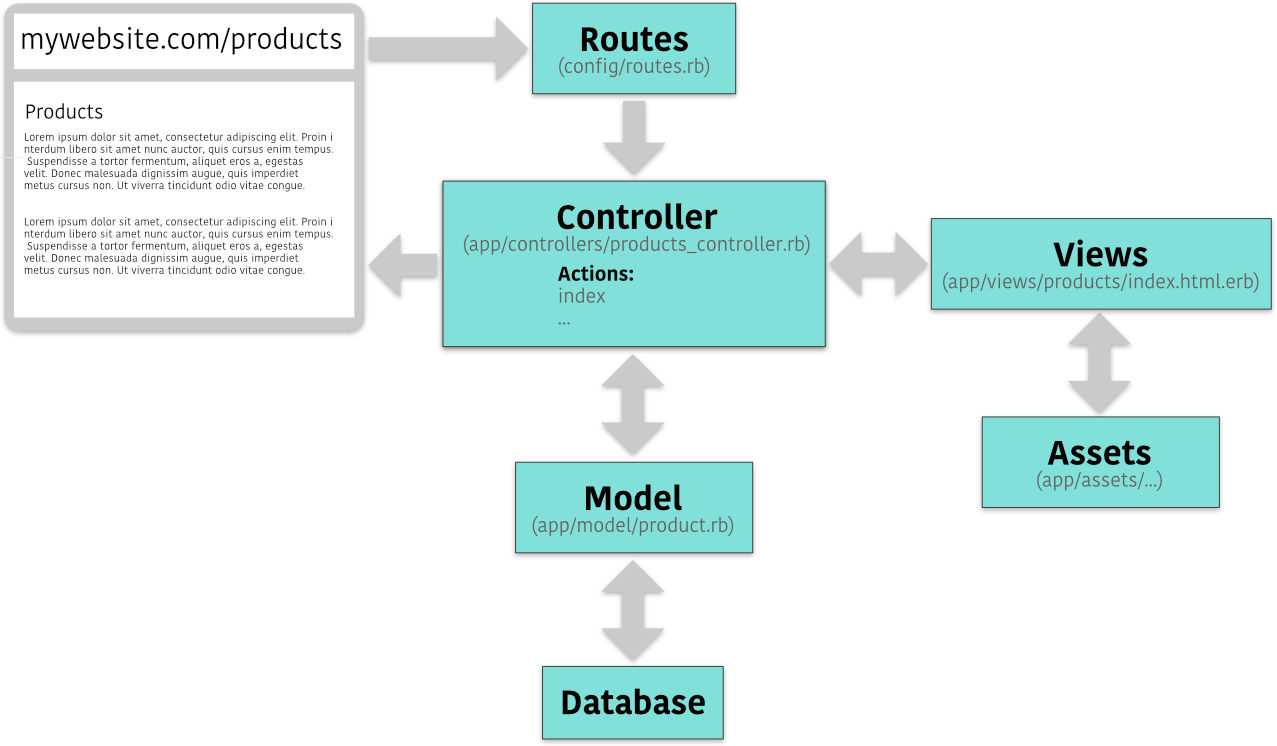 mywebsite.com/products
Products
Lorem ipsum dolor sit amet, consectetur adipiscing elit. Proin i
nterdum libero sit amet nunc auctor, quis cursus enim tempus.
Suspendisse a tortor fermentum, aliquet eros a, egestas
velit. Donec malesuada dignissim augue, quis imperdiet
metus cursus non. Ut viverra tincidunt odio vitae congue.
Lorem ipsum dolor sit amet, consectetur adipiscing elit. Proin i
nterdum libero sit amet nunc auctor, quis cursus enim tempus.
Suspendisse a tortor fermentum, aliquet eros a, egestas
velit. Donec malesuada dignissim augue, quis imperdiet
metus cursus non. Ut viverra tincidunt odio vitae congue.
Routes
(config/routes.rb)
Controller
(app/controllers/products_controller.rb)
Actions:
index
...
Views
(app/views/products/index.html.erb)
Assets
(app/assets/...)
Model
(app/model/product.rb)
Database